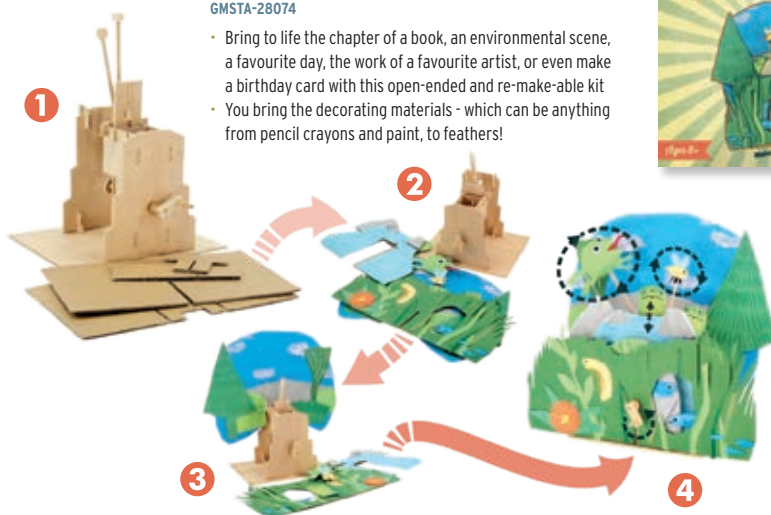 GMSTA-28074
• Bring to life the chapter of a book, an environmental scene,
a favourite day, the work of a favourite artist, or even make
a birthday card with this open-ended and re-make-able kit
• You bring the decorating materials - which can be anything
from pencil crayons and paint, to feathers!
1
2
3
4